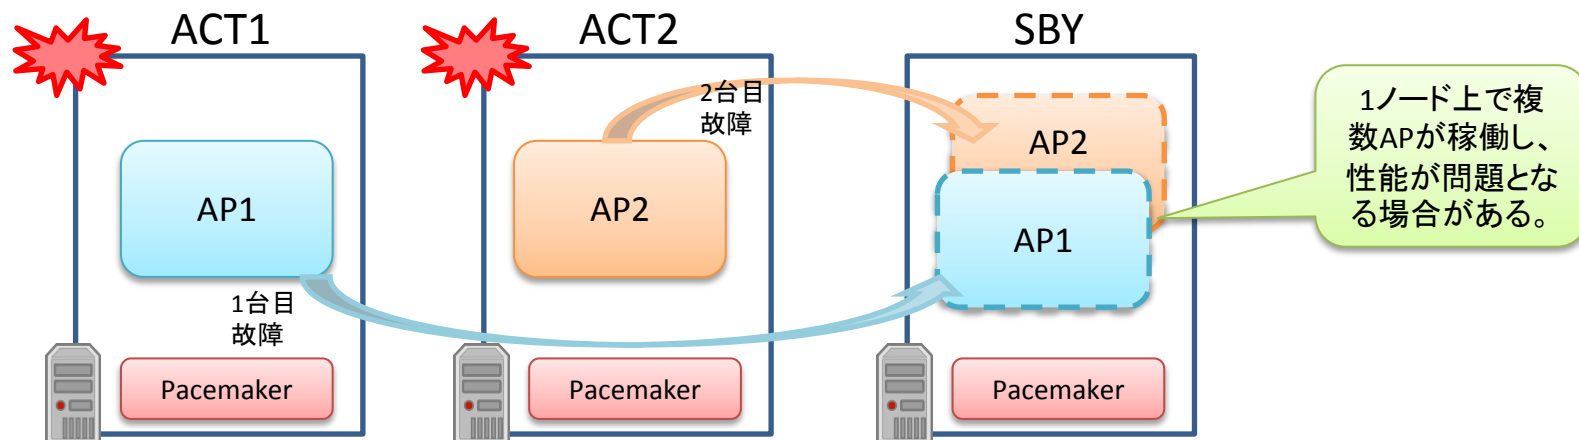 ACT1
ACT2
SBY
AP1
1台目
故障
Pacemaker
2台目
故障
AP2
Pacemaker
AP2
AP1
Pacemaker
1ノード上で複
数APが稼働し、
性能が問題とな
る場合がある。